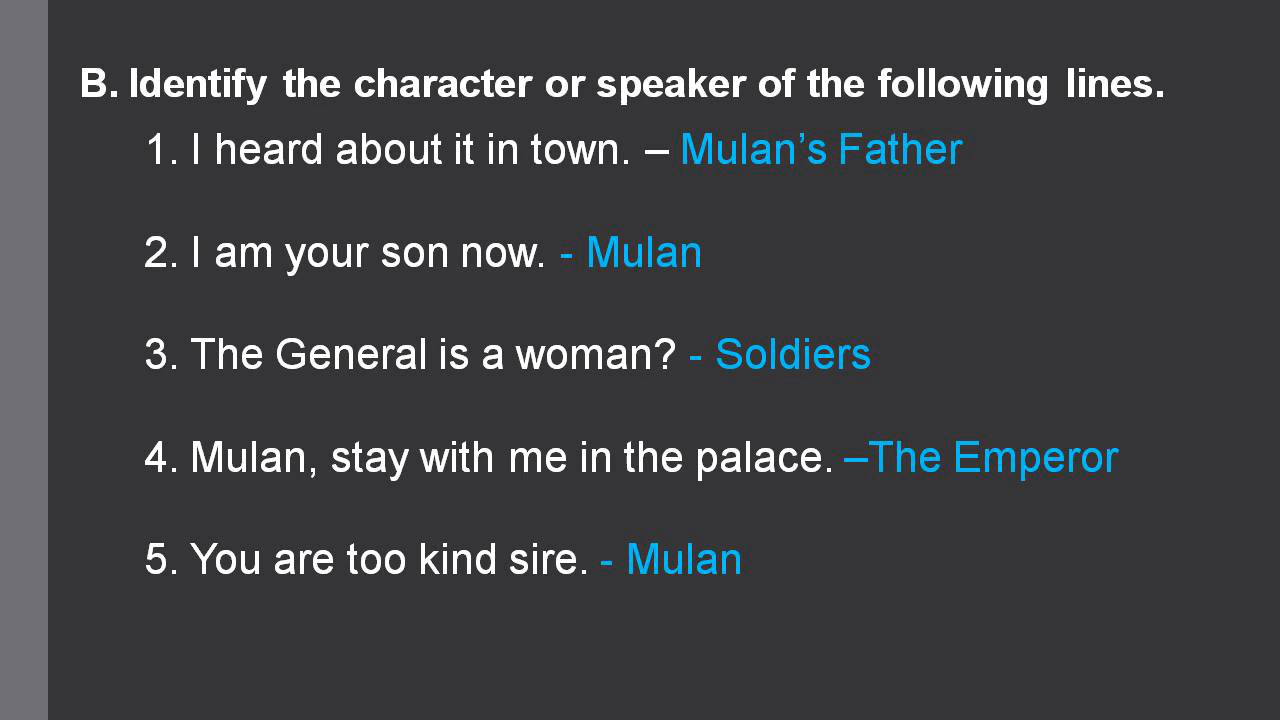 B. Identify the character or speaker of the following lines.
1. I heard about it in town. – Mulan’s Father
2. I am your son now. - Mulan
3. The General is a woman? - Soldiers
4. Mulan, stay with me in the palace. –The Emperor
5. You are too kind sire. - Mulan